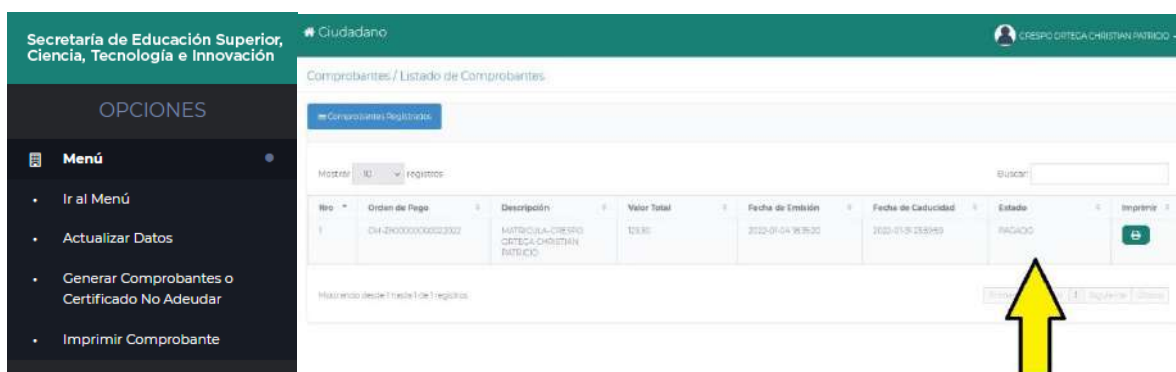 Secretaría de Educación Superior,
Ciencia, Tecnología e Innovación
OPCIONES
Menú
Ir al Menú
Actualizar Datos
Generar Comprobantes o
Certificado No Adeudar
Imprimir Comprobante
Ciudadano
CRESPO ORTEGA CHRISTIAN PATRICIO
Comprobantes / Listado de Comprobantes
Comprobantes Registrados
Mostrar 10 registros
Buscar:
Nro Orden de Pago Descripción Valor Total Fecha de Emisión Fecha de Caducidad Estado Imprimir
1 MATRICULA-CRESPO PAGADO
ORTEGA CHRISTIAN
PATRICIO
Mostrando desde 1 hasta 1 de 1 registros
1 Siguiente